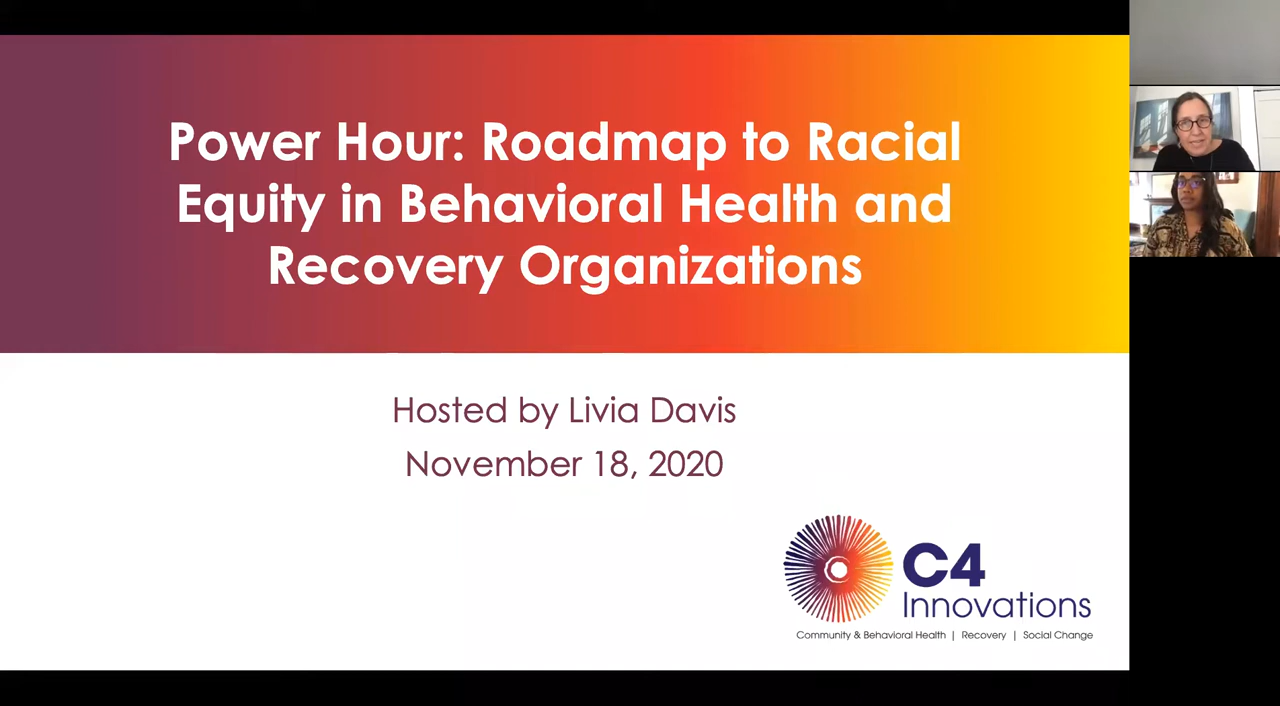 Power Hour: Roadmap to Racial
Equity in Behavioral Health and
Recovery Organizations
Hosted by Livia Davis
November 18, 2020
C4
Innovations
Community & Behavioral Health | Recovery | Social Change